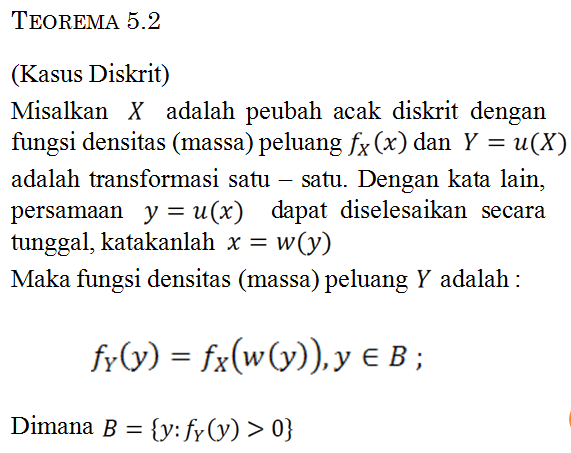 TEOREMA 5.2
(Kasus Diskrit)
Misalkan X adalah peubah acak diskrit dengan
fungsi densitas (massa) peluang f_X(x) dan Y = u(X)
adalah transformasi satu – satu. Dengan kata lain,
persamaan y = u(x) dapat diselesaikan secara
tunggal, katakanlah x = w(y)
Maka fungsi densitas (massa) peluang Y adalah :
f_Y(y) = f_X(w(y)), y ∈ B ;
Dimana B = {y: f_Y(y) > 0}